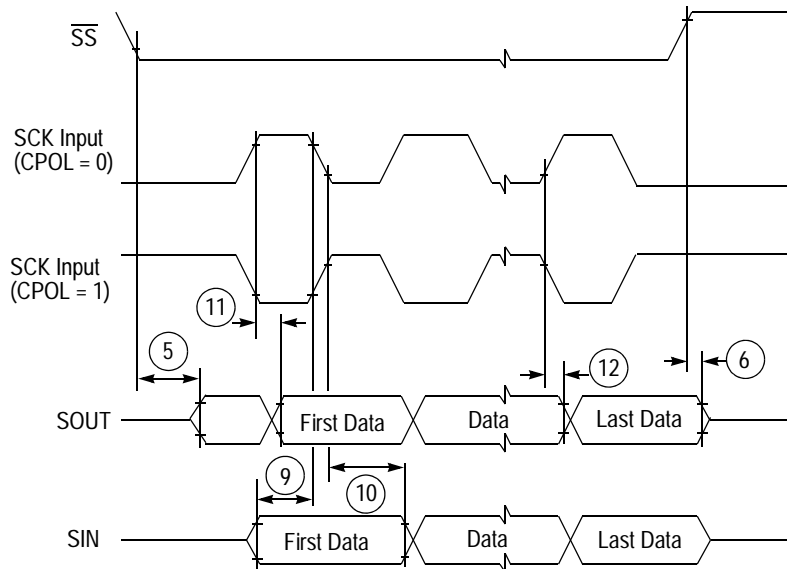 SS
SCK Input
(CPOL = 0)
SCK Input
(CPOL = 1)
11
5
12
6
SOUT
First Data
Data
Last Data
9
10
SIN
First Data
Data
Last Data